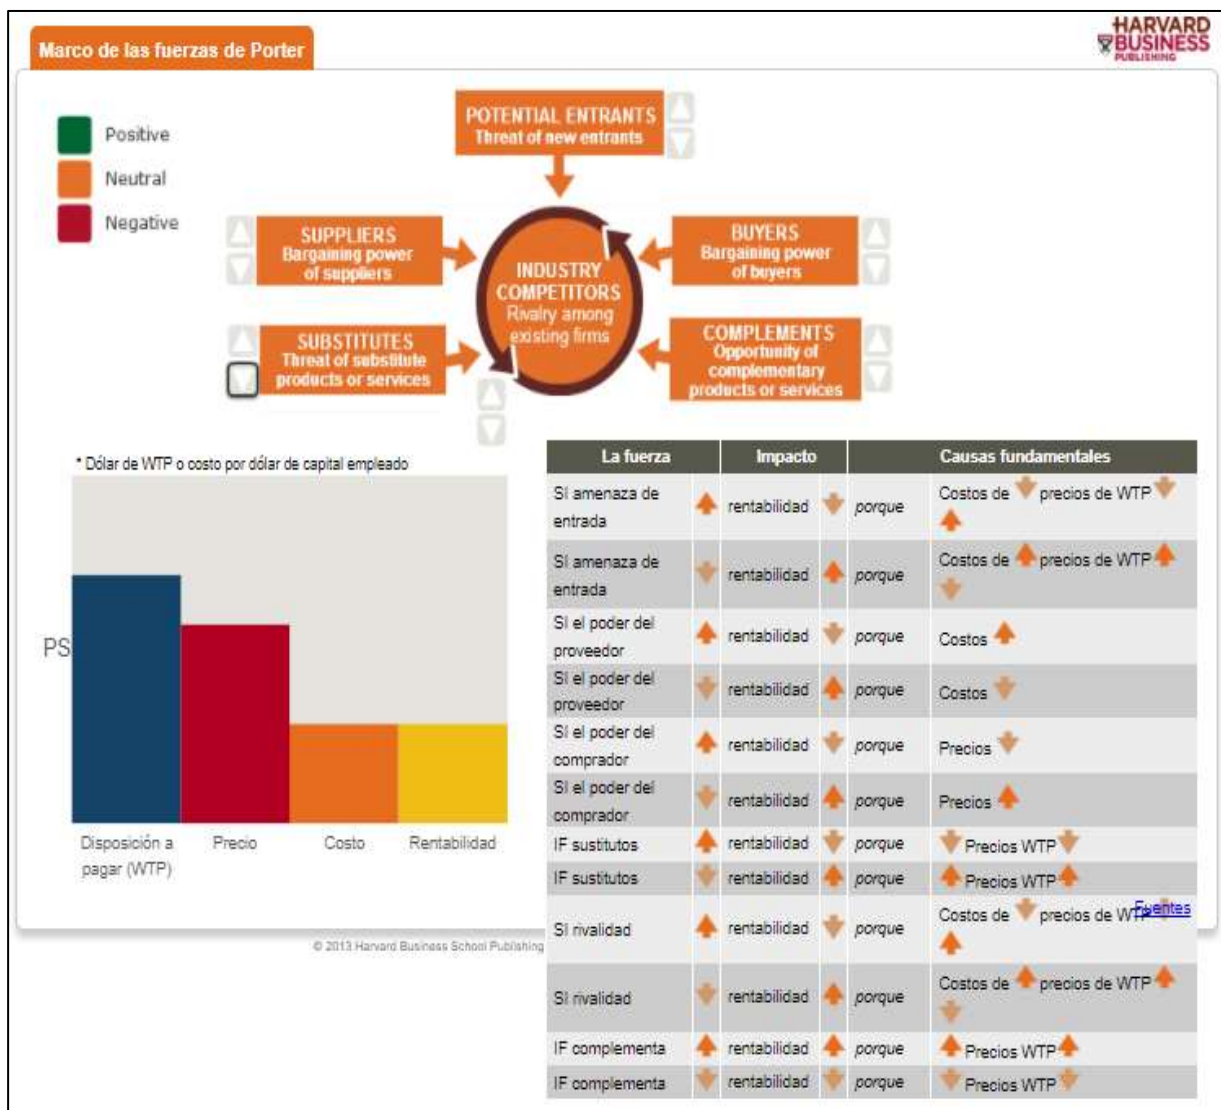 Marco de las fuerzas de Porter
HARVARD
BUSINESS
PUBLISHING
Positive
Neutral
Negative
POTENTIAL ENTRANTS
Threat of new entrants
SUPPLIERS
Bargaining power
of suppliers
BUYERS
Bargaining power
of buyers
INDUSTRY
COMPETITORS
Rivalry among
existing firms
SUBSTITUTES
Threat of substitute
products or services
COMPLEMENTS
Opportunity of
complementary
products or services
* Dólar de WTP o costo por dólar de capital empleado
PS
Disposición a
pagar (WTP)
Precio
Costo
Rentabilidad
La fuerza Impacto Causas fundamentales
SI amenaza de
entrada
rentabilidad porque
Costos de precios de WTP
SI amenaza de
entrada
rentabilidad porque
Costos de precios de WTP
SI el poder del
proveedor
rentabilidad porque Costos
SI el poder del
proveedor
rentabilidad porque Costos
SI el poder del
comprador
rentabilidad porque Precios
SI el poder del
comprador
rentabilidad porque Precios
IF sustitutos rentabilidad porque Precios WTP
IF sustitutos rentabilidad porque Precios WTP
SI rivalidad rentabilidad porque Costos de precios de WTP
Fuentes
SI rivalidad rentabilidad porque Costos de precios de WTP
IF complementa rentabilidad porque Precios WTP
IF complementa rentabilidad porque Precios WTP
© 2013 Harvard Business School Publishing